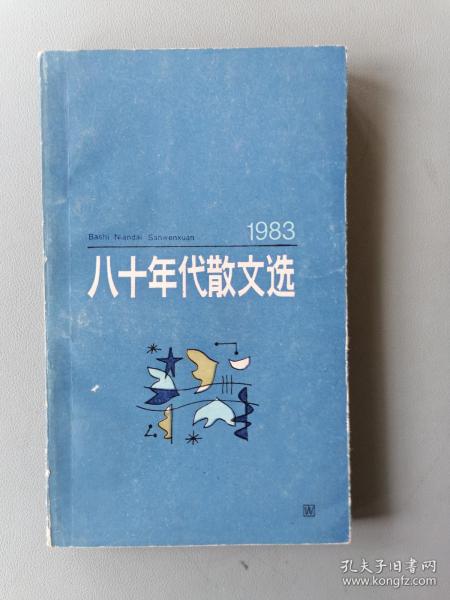 1983
Bashi Niandai Sanwenxuan
八十年代散文选
W
孔夫子旧书网
www.kongfz.com